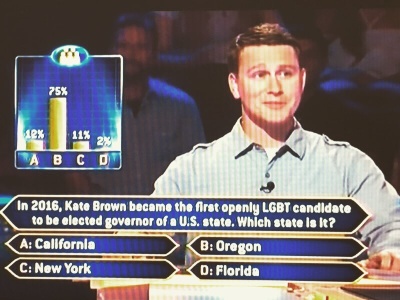 75%
12%
11%
2%
A B C D
In 2016, Kate Brown became the first openly LGBT candidate
to be elected governor of a U.S. state. Which state is it?
A: California
B: Oregon
C: New York
D: Florida